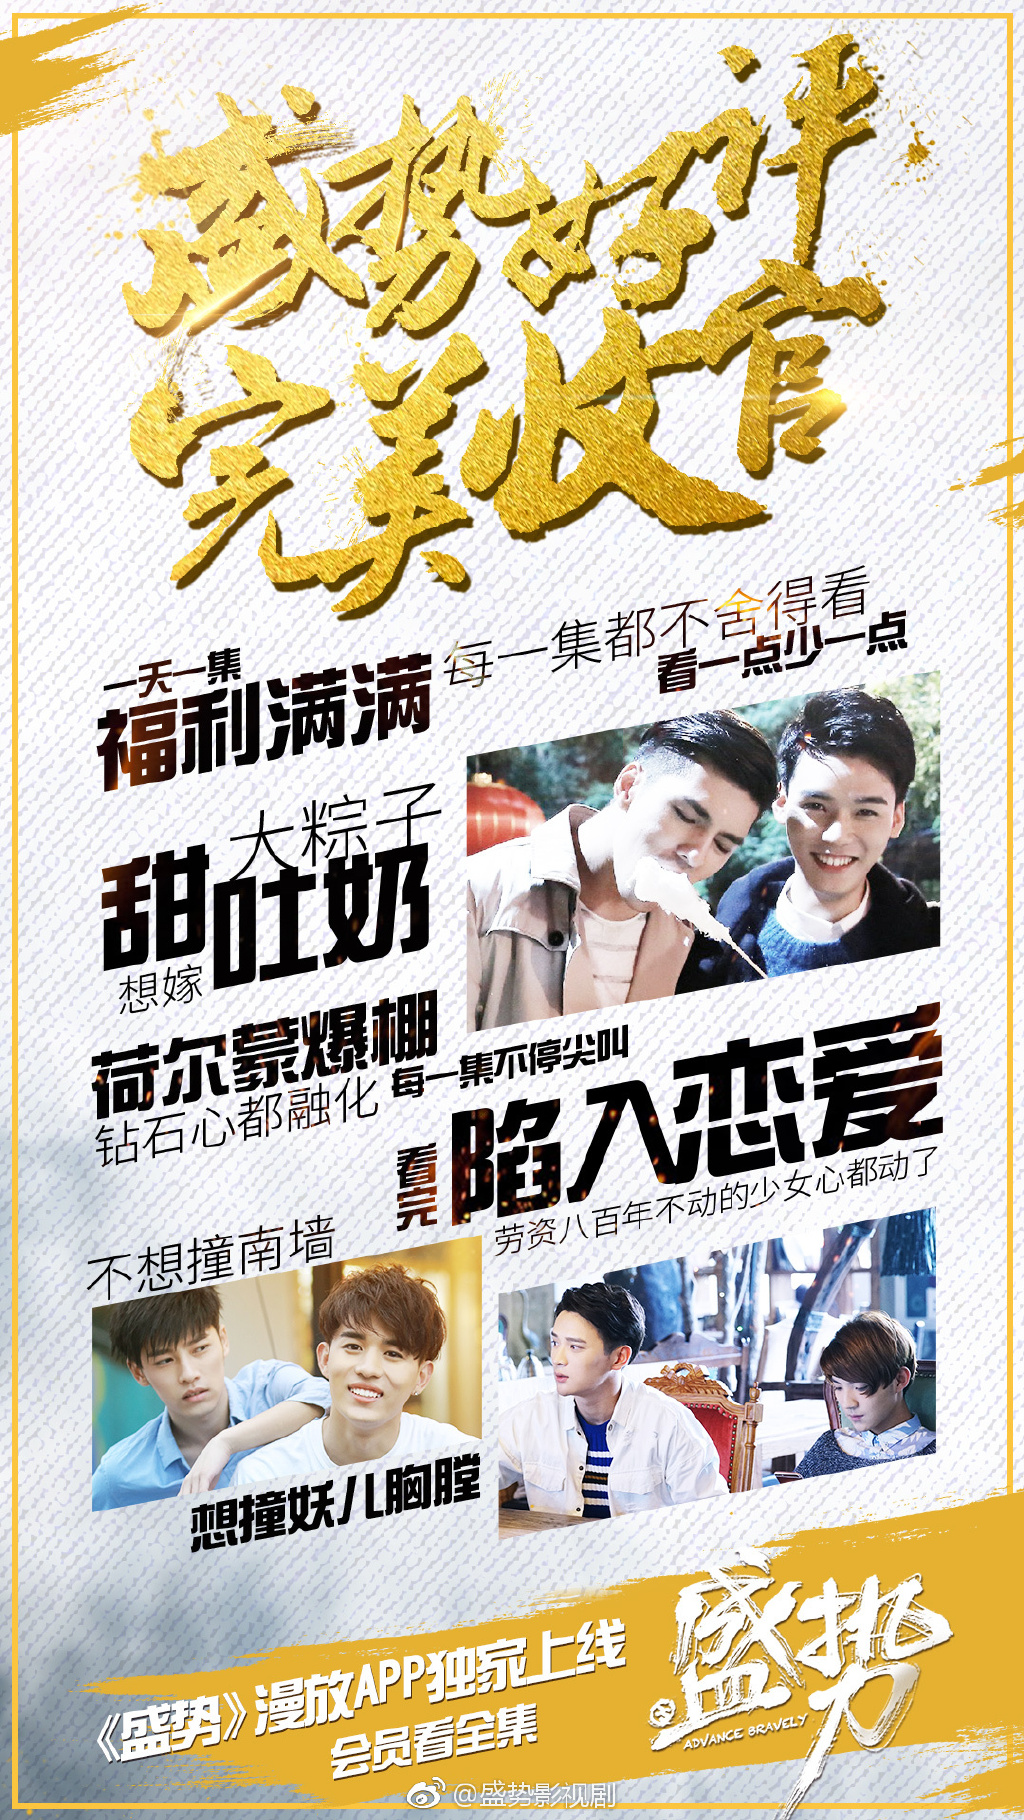 盛势好评
完美收官
一天一集
福利满满
每一集都不舍得看
看一点少一点
大粽子
甜吐奶
想嫁
荷尔蒙爆棚
钻石心都融化
每一集不停尖叫
看完
陷入恋爱
劳资八百年不动的少女心都动了
不想撞南墙
想撞妖儿胸膛
《盛势》漫放APP独家上线
会员看全集
盛势
ADVANCE BRAVELY
@盛势影视剧